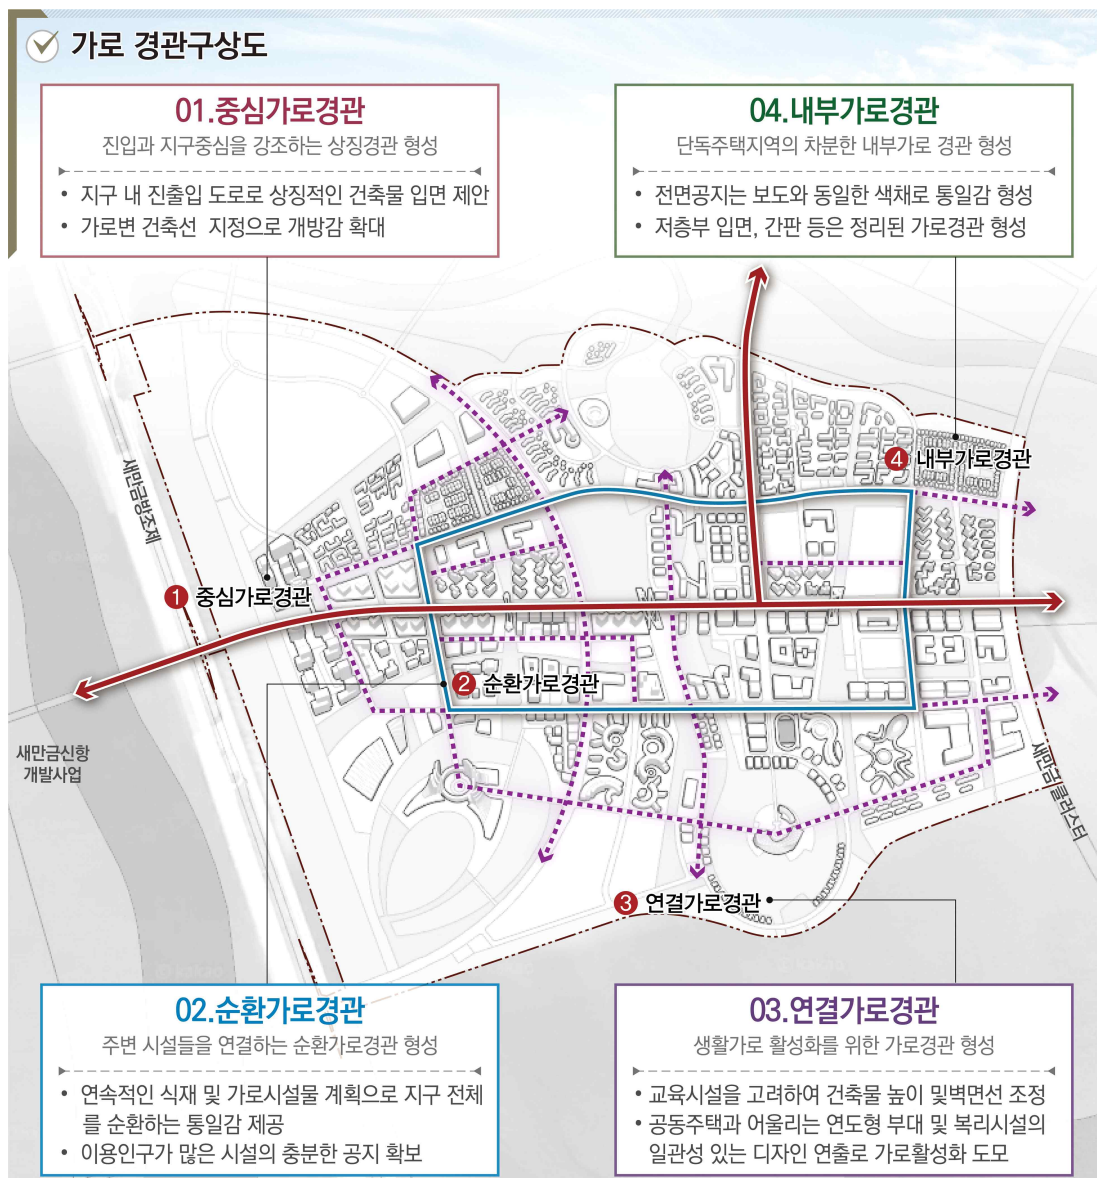 가로 경관구상도
01.중심가로경관
진입과 지구중심을 강조하는 상징경관 형성
• 지구 내 진출입 도로로 상징적인 건축물 입면 제안
• 가로변 건축선 지정으로 개방감 확대
04.내부가로경관
단독주택지역의 차분한 내부가로 경관 형성
• 전면공지는 보도와 동일한 색채로 통일감 형성
• 저층부 입면, 간판 등은 정리된 가로경관 형성
새만금방조제
4 내부가로경관
1 중심가로경관
2 순환가로경관
새만금신항
개발사업
새만금클러스터
3 연결가로경관
02.순환가로경관
주변 시설들을 연결하는 순환가로경관 형성
• 연속적인 식재 및 가로시설물 계획으로 지구 전체
를 순환하는 통일감 제공
• 이용인구가 많은 시설의 충분한 공지 확보
03.연결가로경관
생활가로 활성화를 위한 가로경관 형성
• 교육시설을 고려하여 건축물 높이 및벽면선 조정
• 공동주택과 어울리는 연도형 부대 및 복리시설의
일관성 있는 디자인 연출로 가로활성화 도모